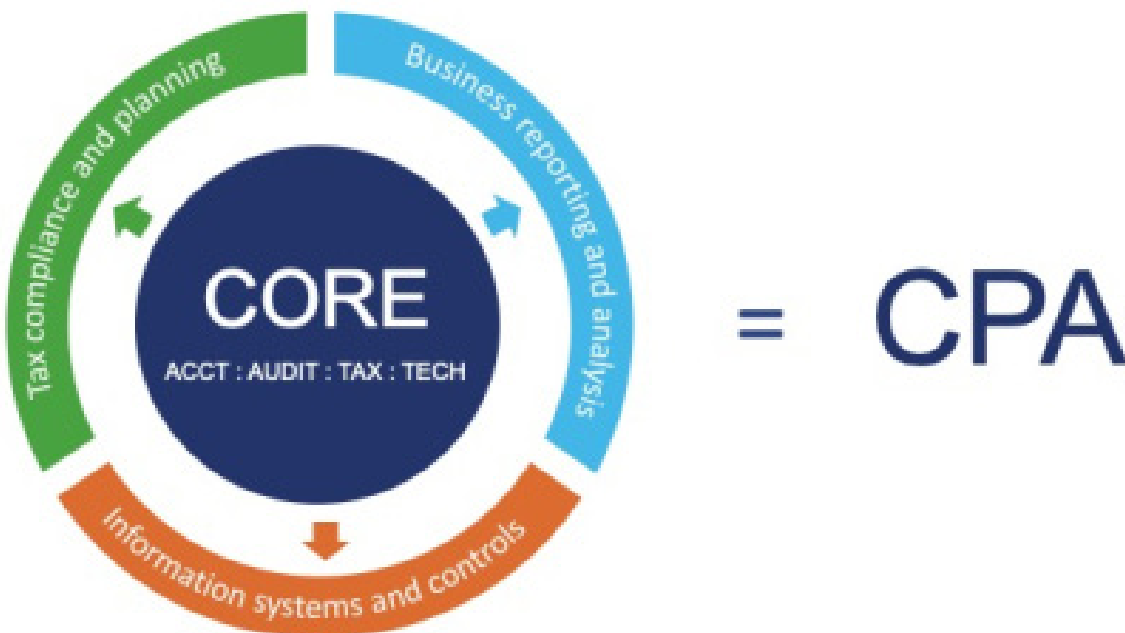 Tax compliance and planning
Business reporting and analysis
CORE
ACCT : AUDIT : TAX : TECH
Information systems and controls
= CPA